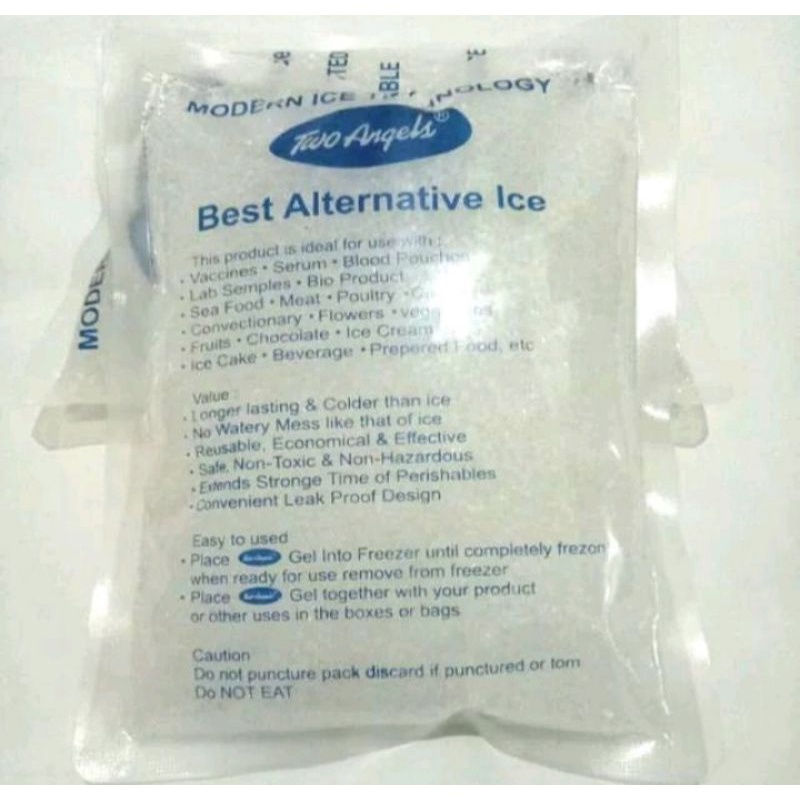 TED
BLE
MODERN ICE NOLOGY
Two Angels®
Best Alternative Ice
This product is ideal for use with :
• Vaccines • Serum • Blood Pouches
• Lab Semples • Bio Product
• Sea Food • Meat • Poultry
• Convectionary • Flowers
• Fruits • Chocolate • Ice Cream
• Ice Cake • Beverage • Prepered Food, etc
Value :
• Longer lasting & Colder than ice
• No Watery Mess like that of ice
• Reusable, Economical & Effective
• Safe, Non-Toxic & Non-Hazardous
• Extends Stronge Time of Perishables
• Convenient Leak Proof Design
Easy to used
• Place Gel Into Freezer until completely frezon
when ready for use remove from freezer
• Place Gel together with your product
or other uses in the boxes or bags
Caution
Do not puncture pack discard if punctured or torn
Do NOT EAT
MODE